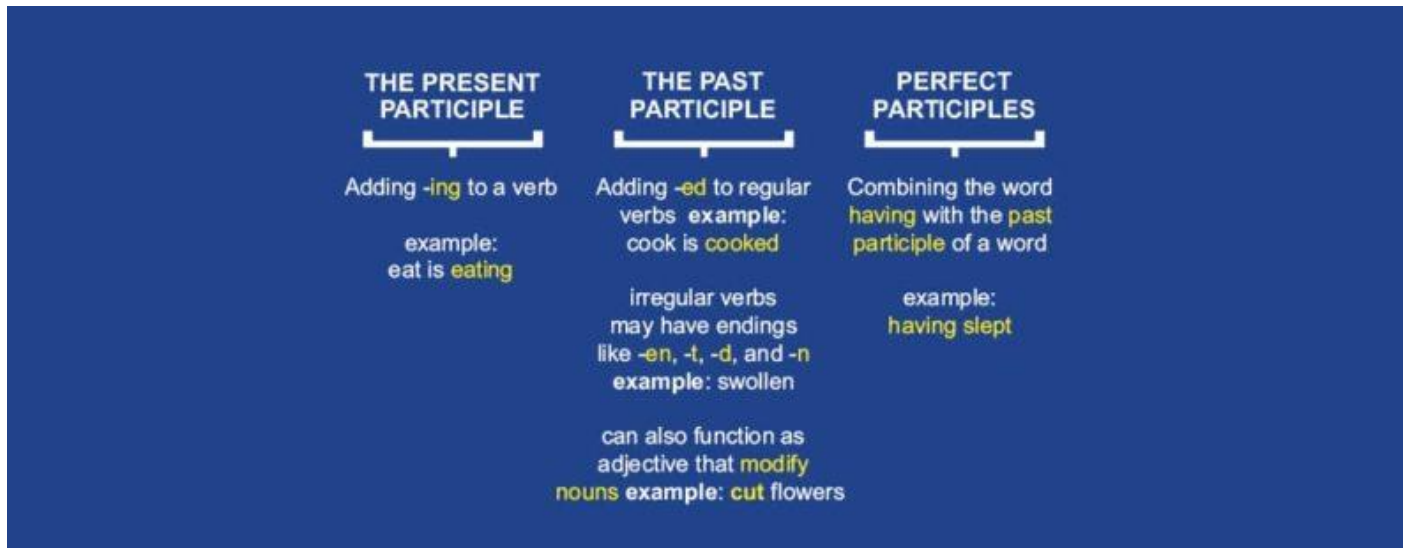 THE PRESENT
PARTICIPLE
Adding -ing to a verb
example:
eat is eating
THE PAST
PARTICIPLE
Adding -ed to regular
verbs example:
cook is cooked
irregular verbs
may have endings
like -en, -t, -d, and -n
example: swollen
can also function as
adjective that modify
nouns example: cut flowers
PERFECT
PARTICIPLES
Combining the word
having with the past
participle of a word
example:
having slept